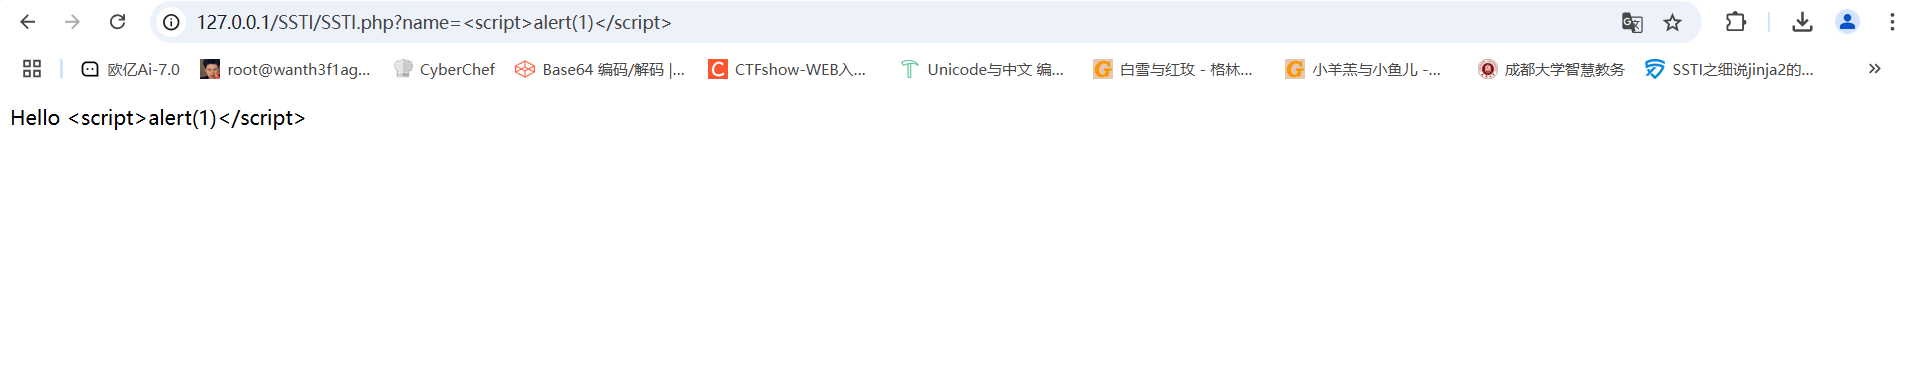 127.0.0.1/SSTI/SSTI.php?name=<script>alert(1)</script>
欧亿Ai-7.0 root@wanth3f1ag... CyberChef Base64 编码/解码 |... CTFshow-WEB入... Unicode与中文 编... 白雪与红玫 - 格林... 小羊羔与小鱼儿 -... 成都大学智慧教务 SSTI之细说jinja2的... »
Hello <script>alert(1)</script>